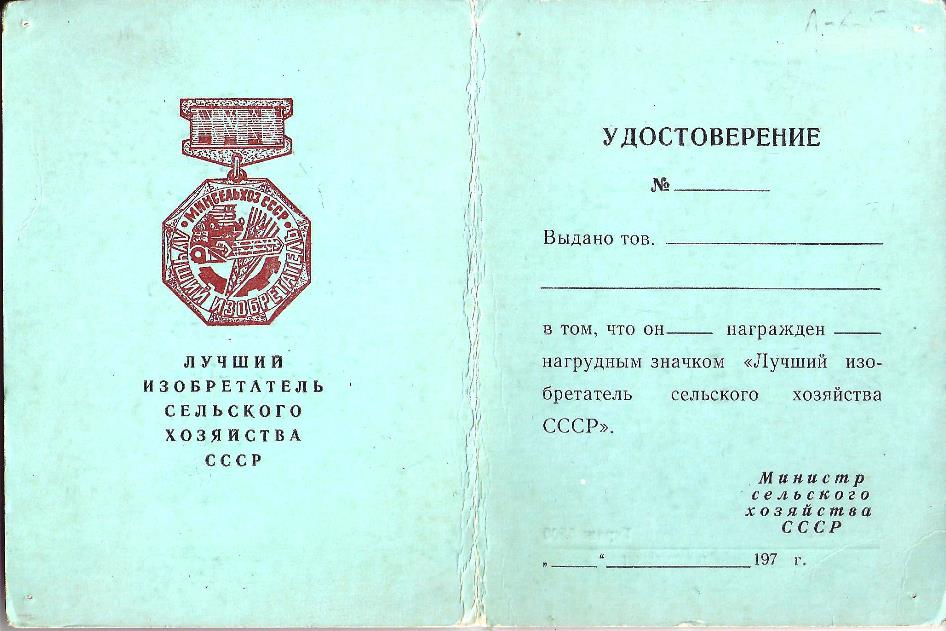 МИНСЕЛЬХОЗ СССР
ЛУЧШИЙ ИЗОБРЕТАТЕЛЬ
ЛУЧШИЙ
ИЗОБРЕТАТЕЛЬ
СЕЛЬСКОГО
ХОЗЯЙСТВА
СССР
УДОСТОВЕРЕНИЕ
№
Выдано тов.
в том, что он награжден
нагрудным значком «Лучший изо-
бретатель сельского хозяйства
СССР».
Министр
сельского
хозяйства
СССР
„ “ 197 г.